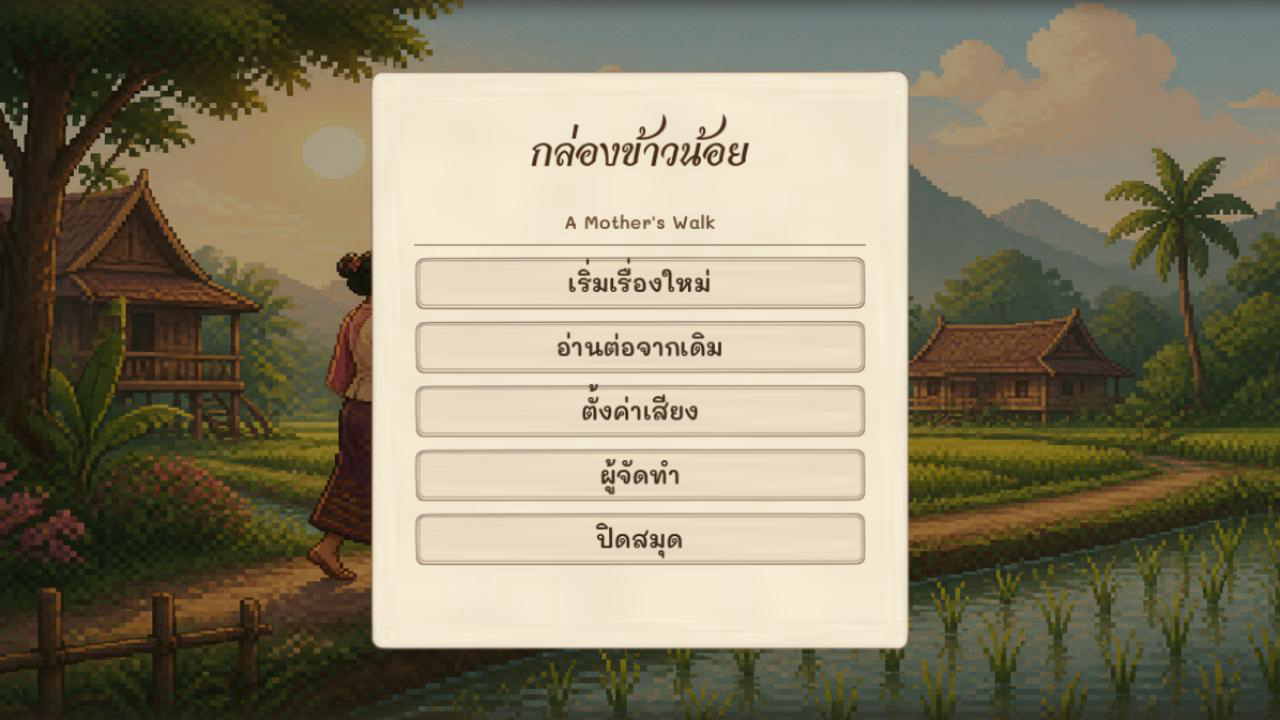 กล่องข้าวน้อย
A Mother's Walk
เริ่มเรื่องใหม่
อ่านต่อจากเดิม
ตั้งค่าเสียง
ผู้จัดทำ
ปิดสมุด